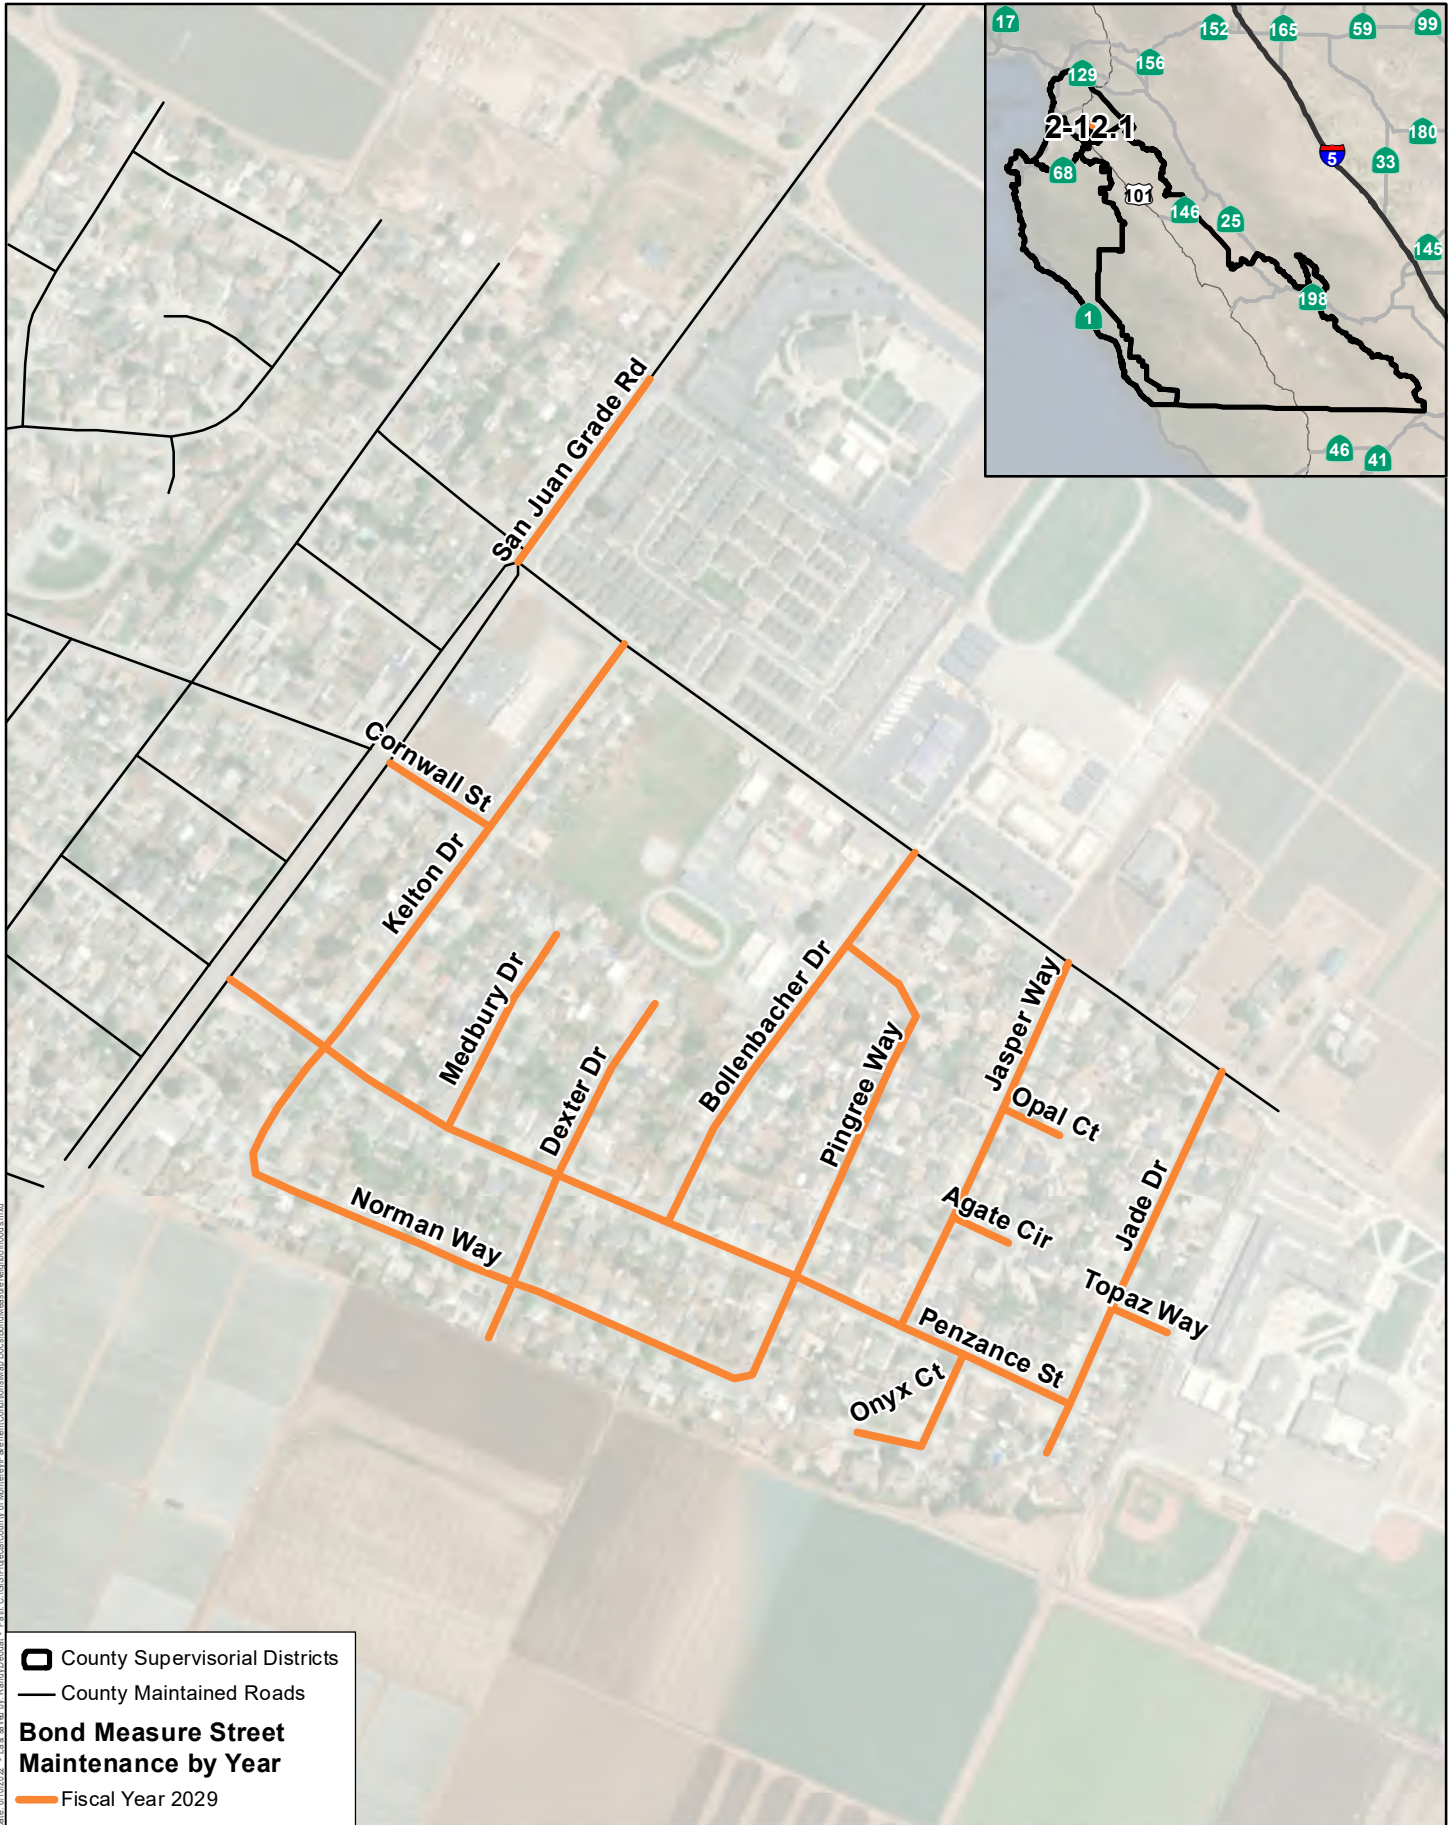 17
152
165
59
99
156
129
2-12.1
180
5
33
68
101
146
25
145
198
1
46
41
San Juan Grade Rd
Cornwall St
Kelton Dr
Medbury Dr
Dexter Dr
Bollenbacher Dr
Pingree Way
Jasper Way
Opal Ct
Agate Cir
Jade Dr
Topaz Way
Norman Way
Penzance St
Onyx Ct
County Supervisorial Districts
County Maintained Roads
Bond Measure Street
Maintenance by Year
Fiscal Year 2029